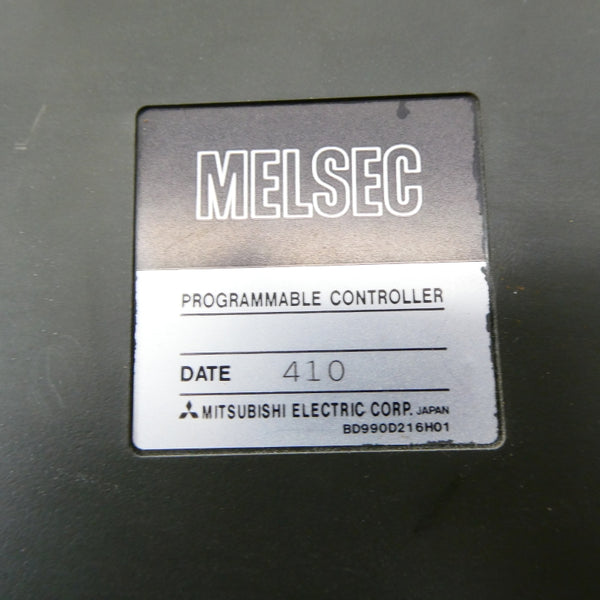 MELSEC
PROGRAMMABLE CONTROLLER
DATE 410
MITSUBISHI ELECTRIC CORP. JAPAN
BD990D216H01